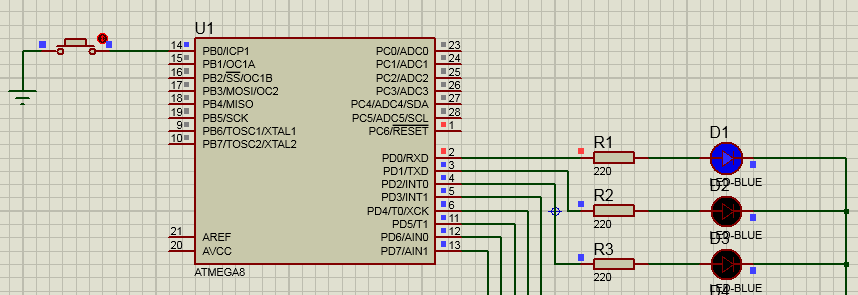 U1
14 PB0/ICP1 PC0/ADC0 23
15 PB1/OC1A PC1/ADC1 24
16 PB2/SS/OC1B PC2/ADC2 25
17 PB3/MOSI/OC2 PC3/ADC3 26
18 PB4/MISO PC4/ADC4/SDA 27
19 PB5/SCK PC5/ADC5/SCL 28
9 PB6/TOSC1/XTAL1 PC6/RESET 1
10 PB7/TOSC2/XTAL2
PD0/RXD 2
PD1/TXD 3
PD2/INT0 4
PD3/INT1 5
PD4/T0/XCK 6
PD5/T1 11
21 AREF PD6/AIN0 12
20 AVCC PD7/AIN1 13
ATMEGA8
R1
220
D1
LED-BLUE
R2
220
D2
LED-BLUE
R3
220
D3
LED-BLUE
D4